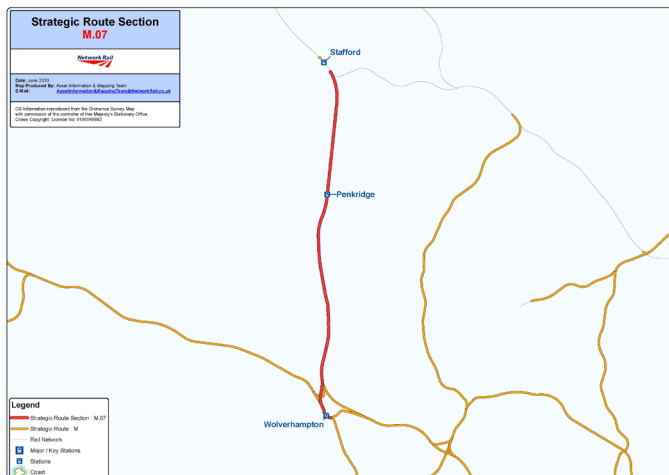 Strategic Route Section
M.07
Network Rail
Date: June 2010
Map Produced By: Asset Information & Mapping Team
E-Mail: AssetInformation&MappingTeam@NetworkRail.co.uk
OS Information reproduced from the Ordnance Survey Map
with permission of the controller of Her Majesty's Stationery Office.
Crown Copyright. License No: 0100040692
Stafford
Penkridge
Wolverhampton
Legend
Strategic Route Section : M.07
Strategic Route : M
Rail Network
Major / Key Stations
Stations
Coast